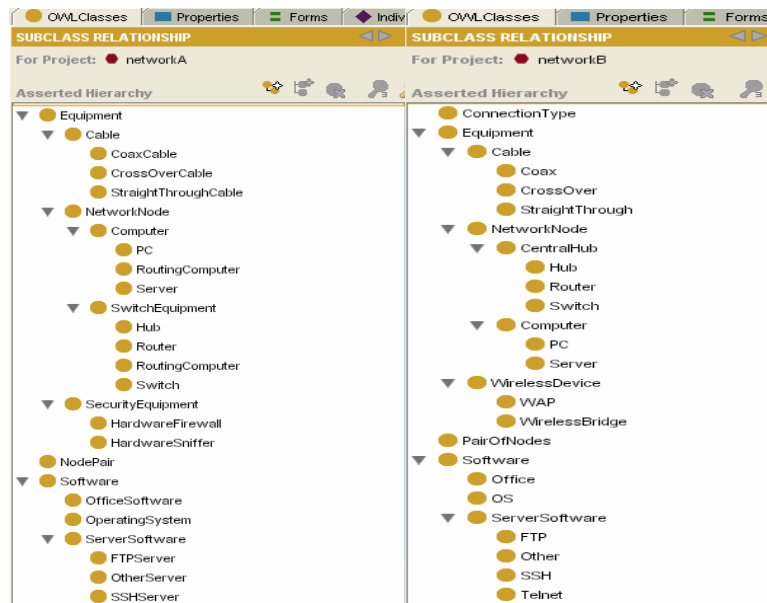 OWLClasses Properties Forms Indiv
SUBCLASS RELATIONSHIP
For Project: networkA
Asserted Hierarchy
Equipment
Cable
CoaxCable
CrossOverCable
StraightThroughCable
NetworkNode
Computer
PC
RoutingComputer
Server
SwitchEquipment
Hub
Router
RoutingComputer
Switch
SecurityEquipment
HardwareFirewall
HardwareSniffer
NodePair
Software
OfficeSoftware
OperatingSystem
ServerSoftware
FTPServer
OtherServer
SSHServer
OWLClasses Properties Forms
SUBCLASS RELATIONSHIP
For Project: networkB
Asserted Hierarchy
ConnectionType
Equipment
Cable
Coax
CrossOver
StraightThrough
NetworkNode
CentralHub
Hub
Router
Switch
Computer
PC
Server
WirelessDevice
WAP
WirelessBridge
PairOfNodes
Software
Office
OS
ServerSoftware
FTP
Other
SSH
Telnet